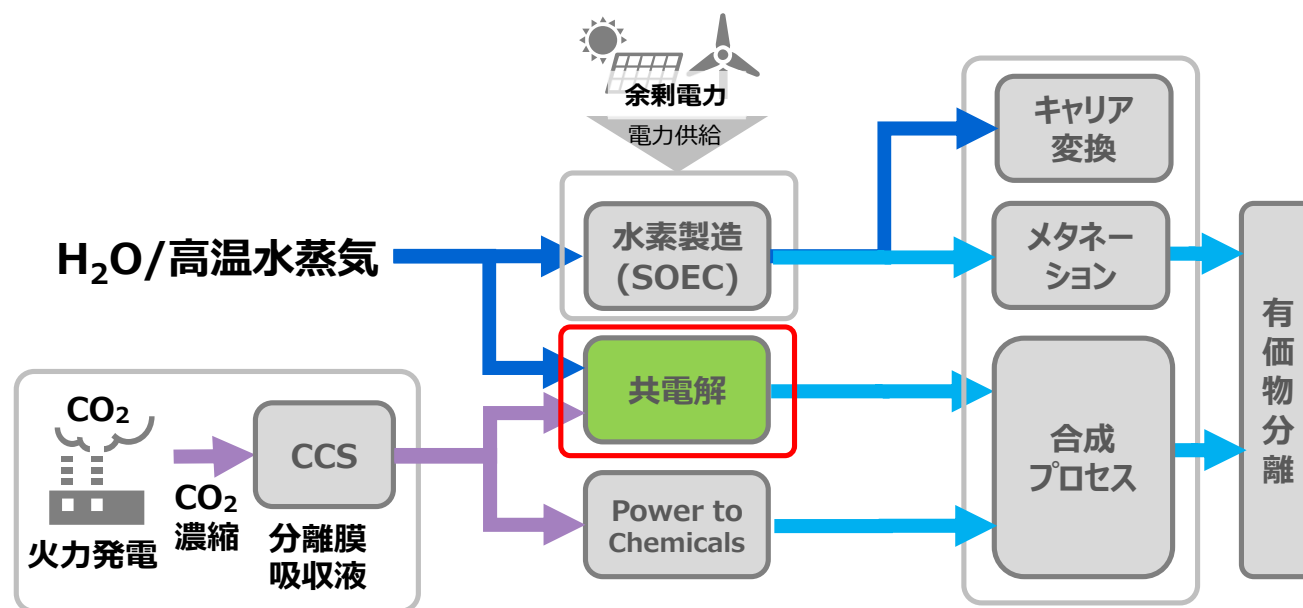 余剰電力
電力供給
キャリア
変換
H₂O/高温水蒸気
水素製造
(SOEC)
メタネー
ション
共電解
合成
プロセス
有
価
物
分
離
CO₂
CCS
CO₂
濃縮
火力発電
分離膜
吸収液
Power to
Chemicals